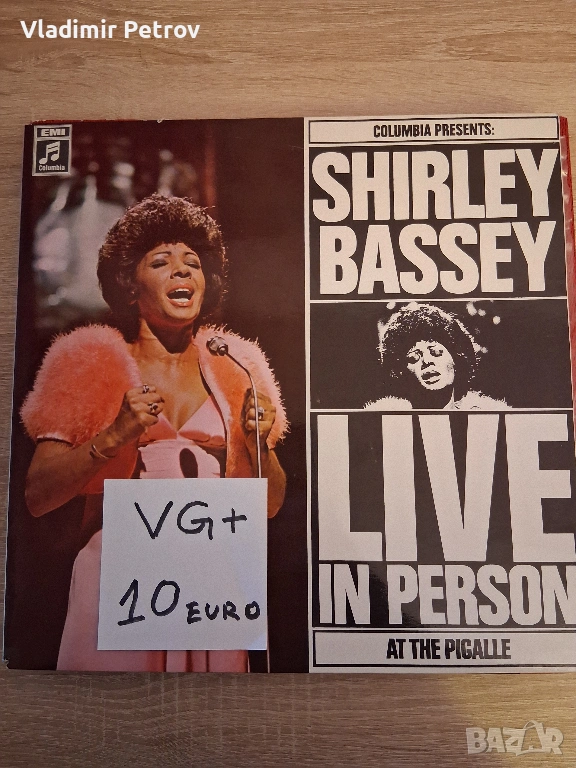 Vladimir Petrov
EMI
Columbia
COLUMBIA PRESENTS:
SHIRLEY
BASSEY
LIVE
IN PERSON
AT THE PIGALLE
VG+
10 EURO
BAZAR